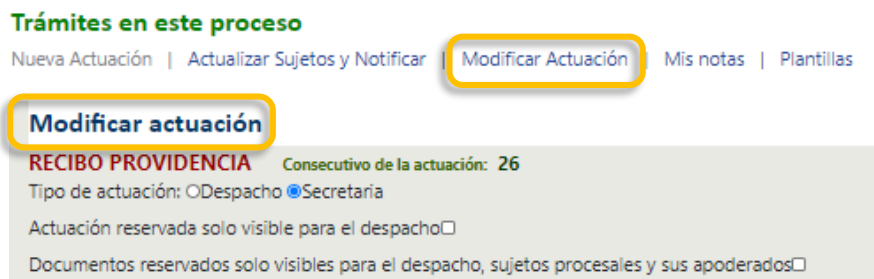 Trámites en este proceso
Nueva Actuación | Actualizar Sujetos y Notificar | Modificar Actuación | Mis notas | Plantillas
Modificar actuación
RECIBO PROVIDENCIA Consecutivo de la actuación: 26
Tipo de actuación: Despacho Secretaria
Actuación reservada solo visible para el despacho
Documentos reservados solo visibles para el despacho, sujetos procesales y sus apoderados